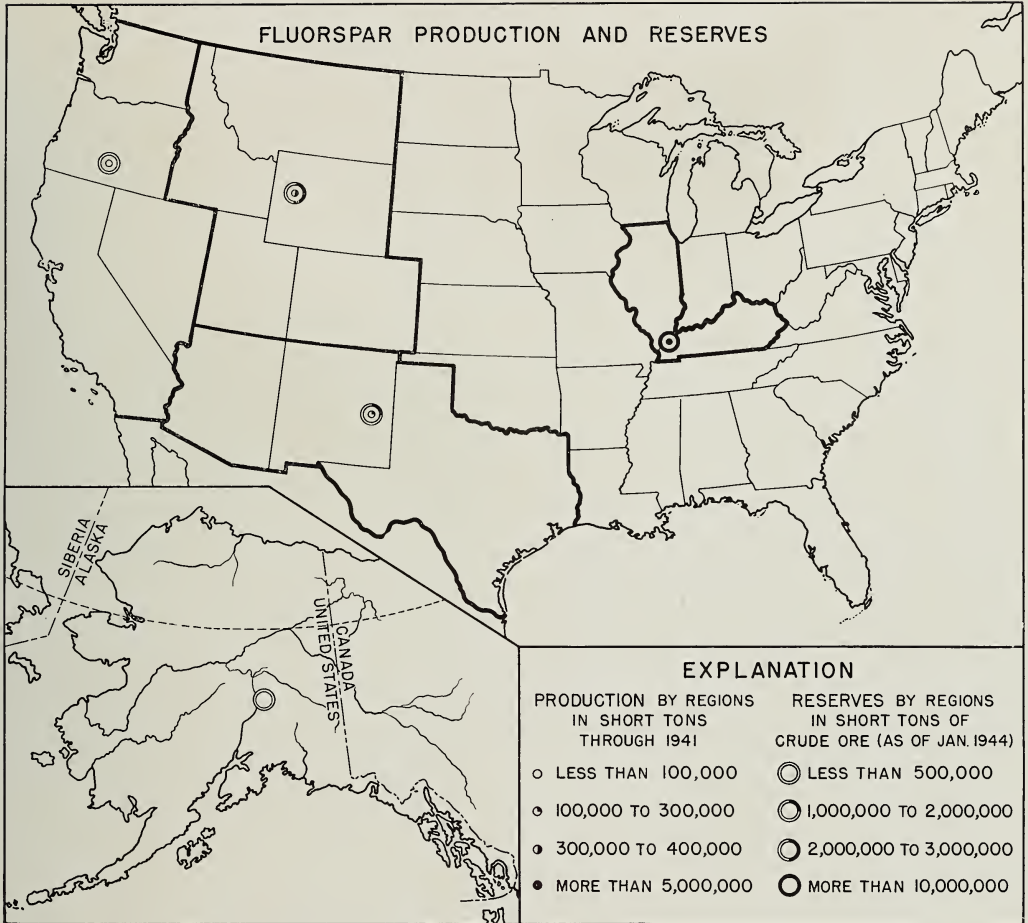 FLUORSPAR PRODUCTION AND RESERVES
SIBERIA
ALASKA
CANADA
UNITED STATES
EXPLANATION
PRODUCTION BY REGIONS
IN SHORT TONS
THROUGH 1941
LESS THAN 100,000
100,000 TO 300,000
300,000 TO 400,000
MORE THAN 5,000,000
RESERVES BY REGIONS
IN SHORT TONS OF
CRUDE ORE (AS OF JAN. 1944)
LESS THAN 500,000
1,000,000 TO 2,000,000
2,000,000 TO 3,000,000
MORE THAN 10,000,000